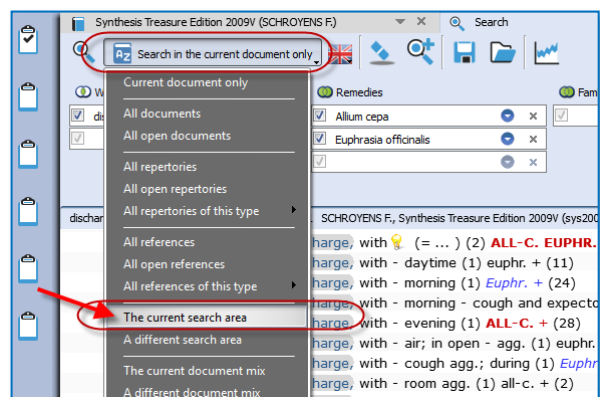 Synthesis Treasure Edition 2009V (SCHROYENS F.)
Search
AZ Search in the current document only
W
Remedies
Fam
dis
Allium cepa
Euphrasia officinalis
Current document only
All documents
All open documents
All repertories
All open repertories
All repertories of this type
All references
All open references
All references of this type
The current search area
A different search area
The current document mix
A different document mix
dischar
SCHROYENS F., Synthesis Treasure Edition 2009V (sys200
harge, with (= ... ) (2) ALL-C. EUPHR.
harge, with - daytime (1) euphr. + (11)
harge, with - morning (1) Euphr. + (24)
harge, with - morning - cough and expecto
harge, with - evening (1) ALL-C. + (28)
harge, with - air; in open - agg. (1) euphr.
harge, with - cough agg.; during (1) Euphr
harge, with - room agg. (1) all-c. + (2)